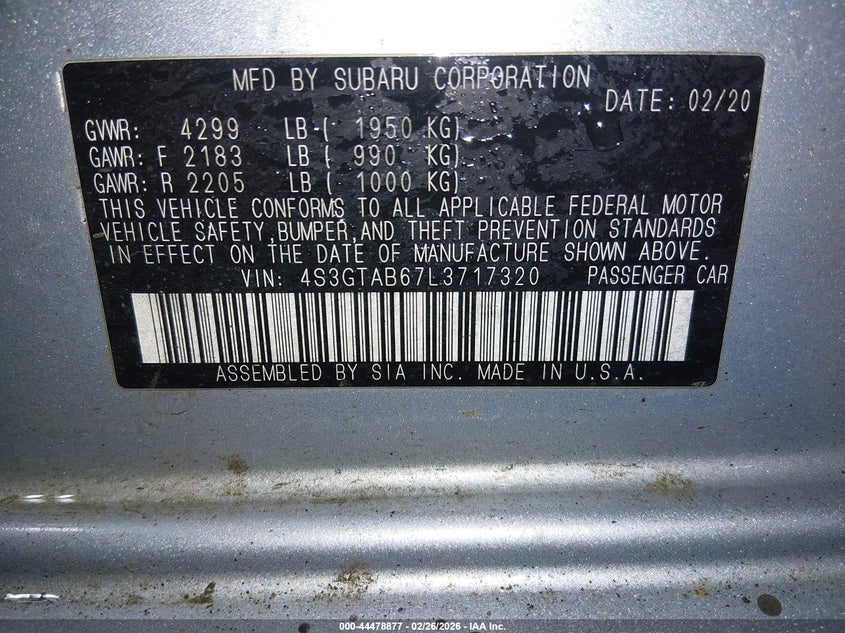 MFD BY SUBARU CORPORATION
DATE: 02/20
GVWR: 4299 LB ( 1950 KG)
GAWR: F 2183 LB ( 990 KG)
GAWR: R 2205 LB ( 1000 KG)
THIS VEHICLE CONFORMS TO ALL APPLICABLE FEDERAL MOTOR
VEHICLE SAFETY,BUMPER,AND THEFT PREVENTION STANDARDS
IN EFFECT ON THE DATE OF MANUFACTURE SHOWN ABOVE.
VIN: 4S3GTAB67L3717320 PASSENGER CAR
ASSEMBLED BY SIA INC. MADE IN U.S.A.
000-44478877 - 02/26/2026 - IAA Inc.